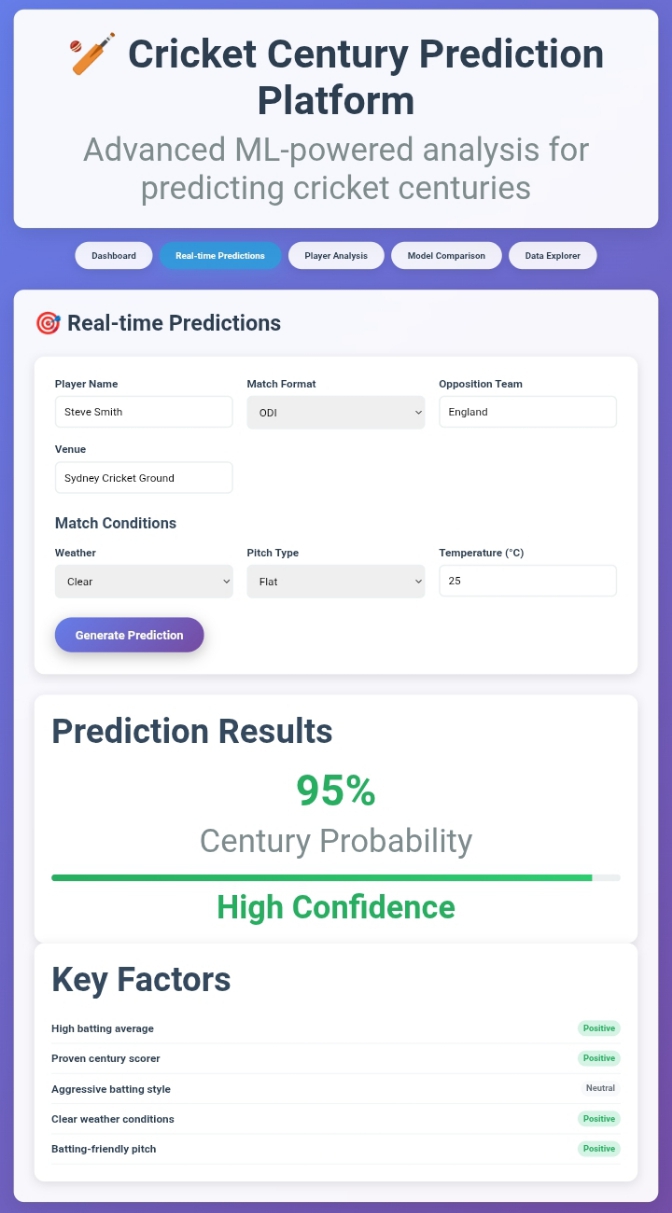 Cricket Century Prediction
Platform
Advanced ML-powered analysis for
predicting cricket centuries
Dashboard
Real-time Predictions
Player Analysis
Model Comparison
Data Explorer
Real-time Predictions
Player Name
Match Format
Opposition Team
Steve Smith
ODI
England
Venue
Sydney Cricket Ground
Match Conditions
Weather
Pitch Type
Temperature (°C)
Clear
Flat
25
Generate Prediction
Prediction Results
95%
Century Probability
High Confidence
Key Factors
High batting average
Positive
Proven century scorer
Positive
Aggressive batting style
Neutral
Clear weather conditions
Positive
Batting-friendly pitch
Positive